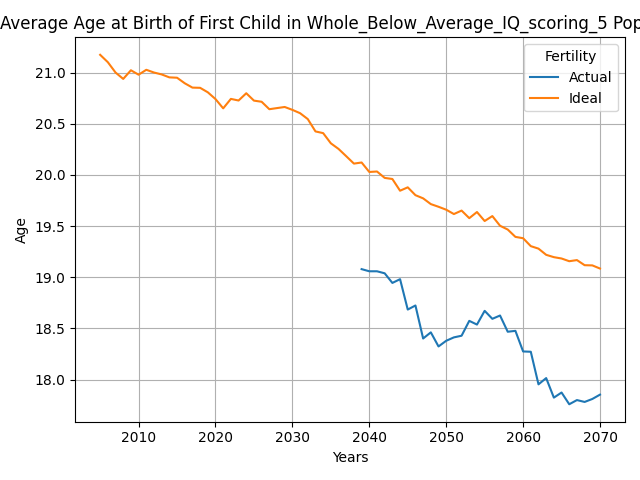 Average Age at Birth of First Child in Whole_Below_Average_IQ_scoring_5 Pop
Fertility
Actual
Ideal
Age
21.0
20.5
20.0
19.5
19.0
18.5
18.0
2010 2020 2030 2040 2050 2060 2070
Years